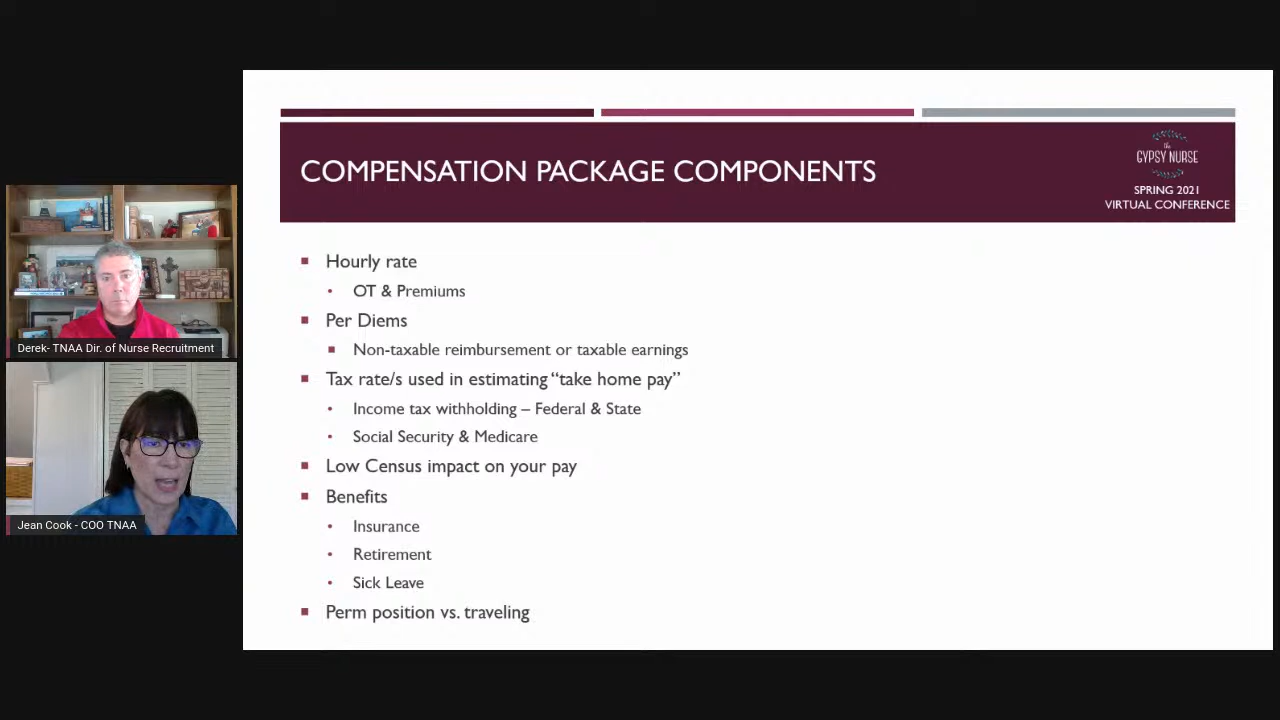 COMPENSATION PACKAGE COMPONENTS
the
GYPSY NURSE
SPRING 2021
VIRTUAL CONFERENCE
Hourly rate
OT & Premiums
Per Diems
Non-taxable reimbursement or taxable earnings
Tax rate/s used in estimating “take home pay”
Income tax withholding – Federal & State
Social Security & Medicare
Low Census impact on your pay
Benefits
Insurance
Retirement
Sick Leave
Perm position vs. traveling
Derek- TNAA Dir. of Nurse Recruitment
Jean Cook - COO TNAA